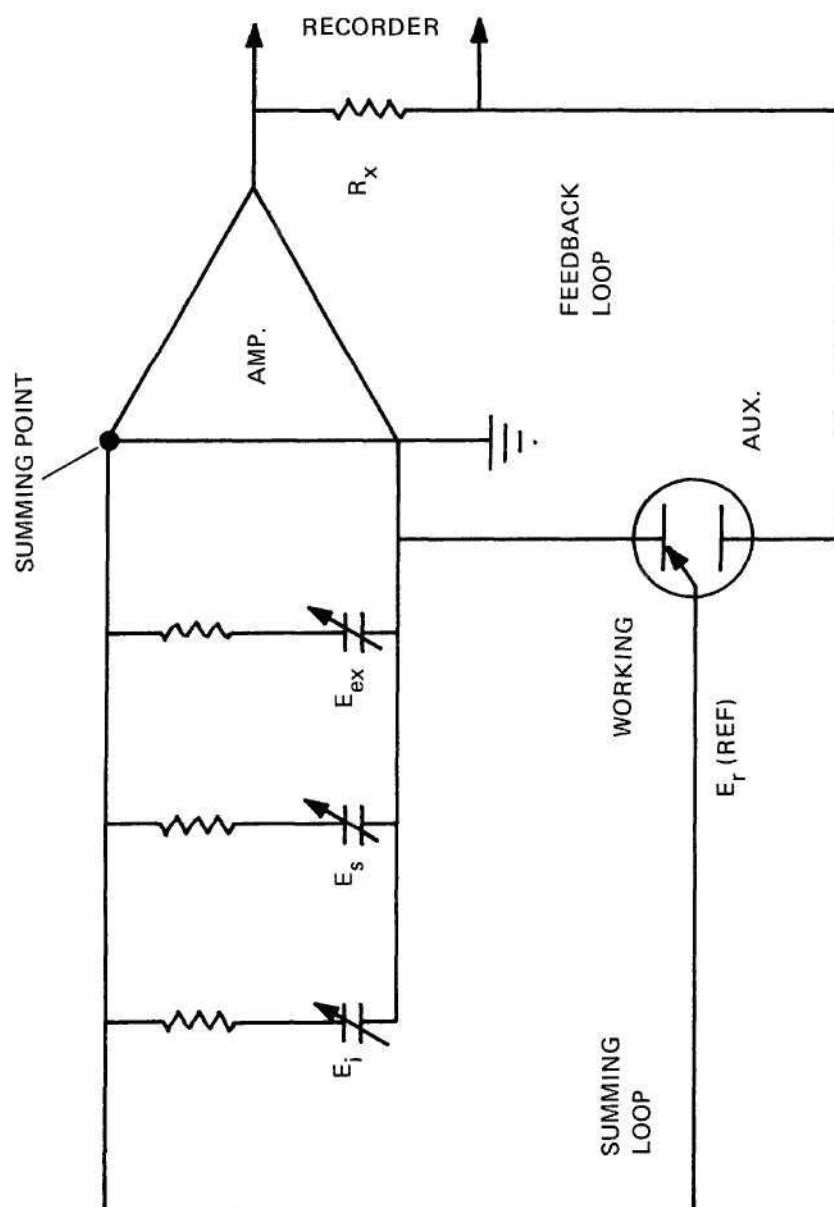 RECORDER
R_x
FEEDBACK
LOOP
AMP.
SUMMING POINT
AUX.
E_ex
WORKING
E_s
E_r (REF)
E_i
SUMMING
LOOP